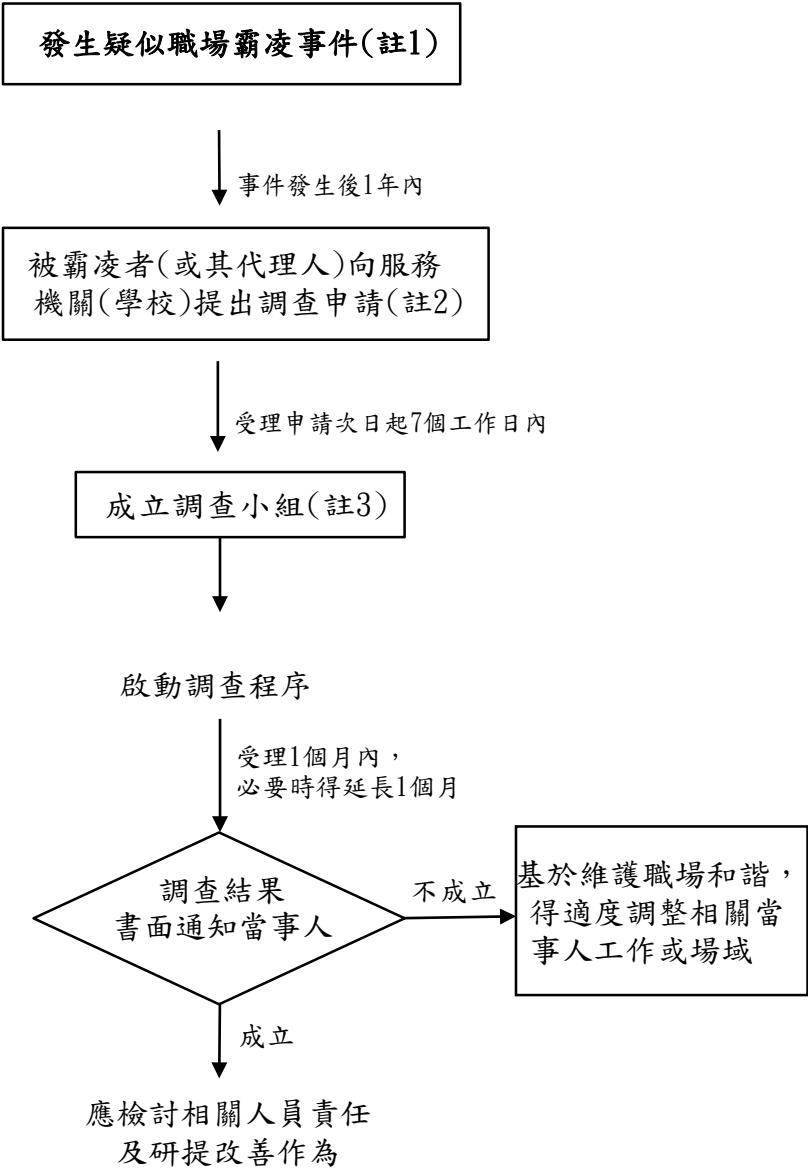 發生疑似職場霸凌事件(註1)
事件發生後1年內
被霸凌者(或其代理人)向服務
機關(學校)提出調查申請(註2)
受理申請次日起7個工作日內
成立調查小組(註3)
啟動調查程序
受理1個月內，
必要時得延長1個月
調查結果
書面通知當事人
不成立
基於維護職場和諧，
得適度調整相關當
事人工作或場域
成立
應檢討相關人員責任
及研提改善作為